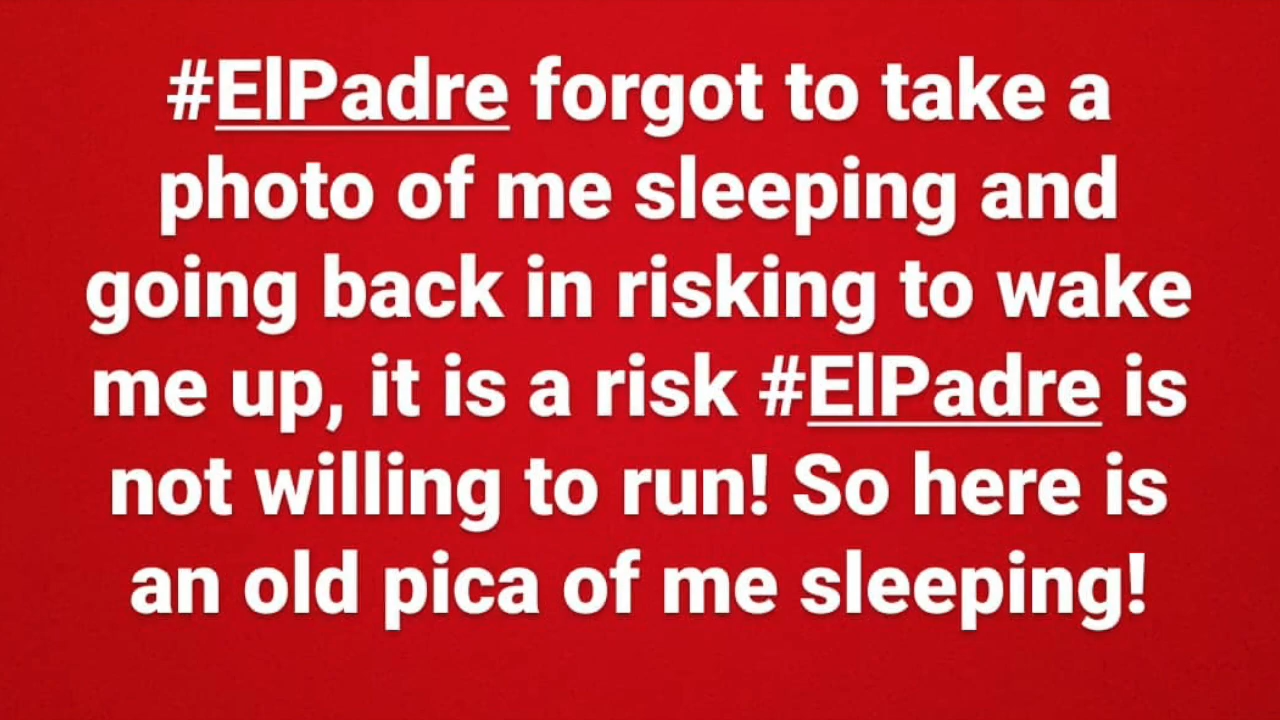 #ElPadre forgot to take a
photo of me sleeping and
going back in risking to wake
me up, it is a risk #ElPadre is
not willing to run! So here is
an old pica of me sleeping!